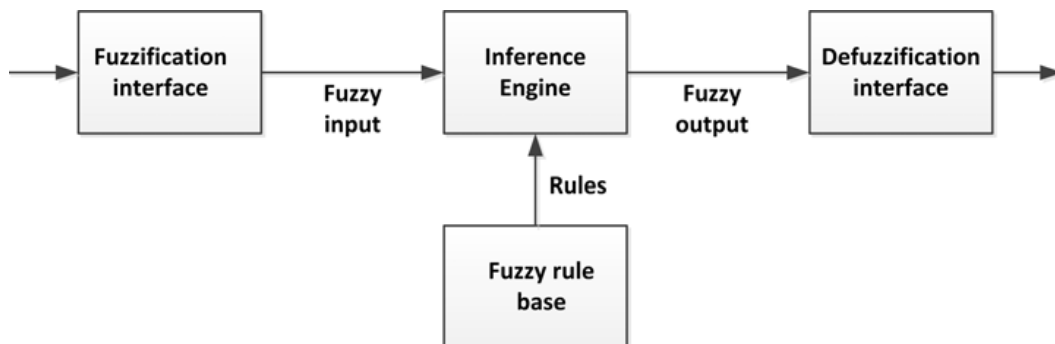 Fuzzification
interface
Fuzzy
input
Inference
Engine
Fuzzy
output
Defuzzification
interface
Rules
Fuzzy rule
base